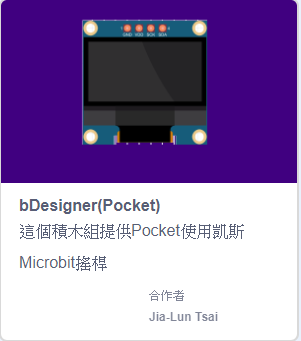 GND VDD SCK SDA
bDesigner(Pocket)
這個積木組提供Pocket使用凱斯
Microbit搖桿
合作者
Jia-Lun Tsai